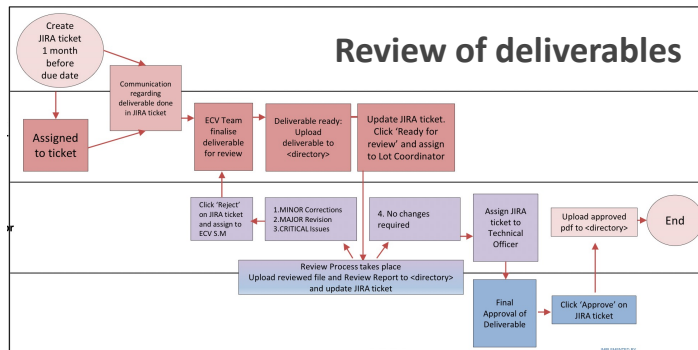 Review of deliverables
Create
JIRA ticket
1 month
before
due date
Communication
regarding
deliverable done
in JIRA ticket
Assigned
to ticket
ECV Team
finalise
deliverable
for review
Deliverable ready:
Upload
deliverable to
<directory>
Update JIRA ticket.
Click ‘Ready for
review’ and assign
to Lot Coordinator
Click ‘Reject’
on JIRA ticket
and assign to
ECV S.M
1.MINOR Corrections
2.MAJOR Revision
3.CRITICAL Issues
4. No changes
required
Assign JIRA
ticket to
Technical
Officer
Upload approved
pdf to <directory>
End
Review Process takes place
Upload reviewed file and Review Report to <directory>
and update JIRA ticket
Final
Approval of
Deliverable
Click ‘Approve’ on
JIRA ticket